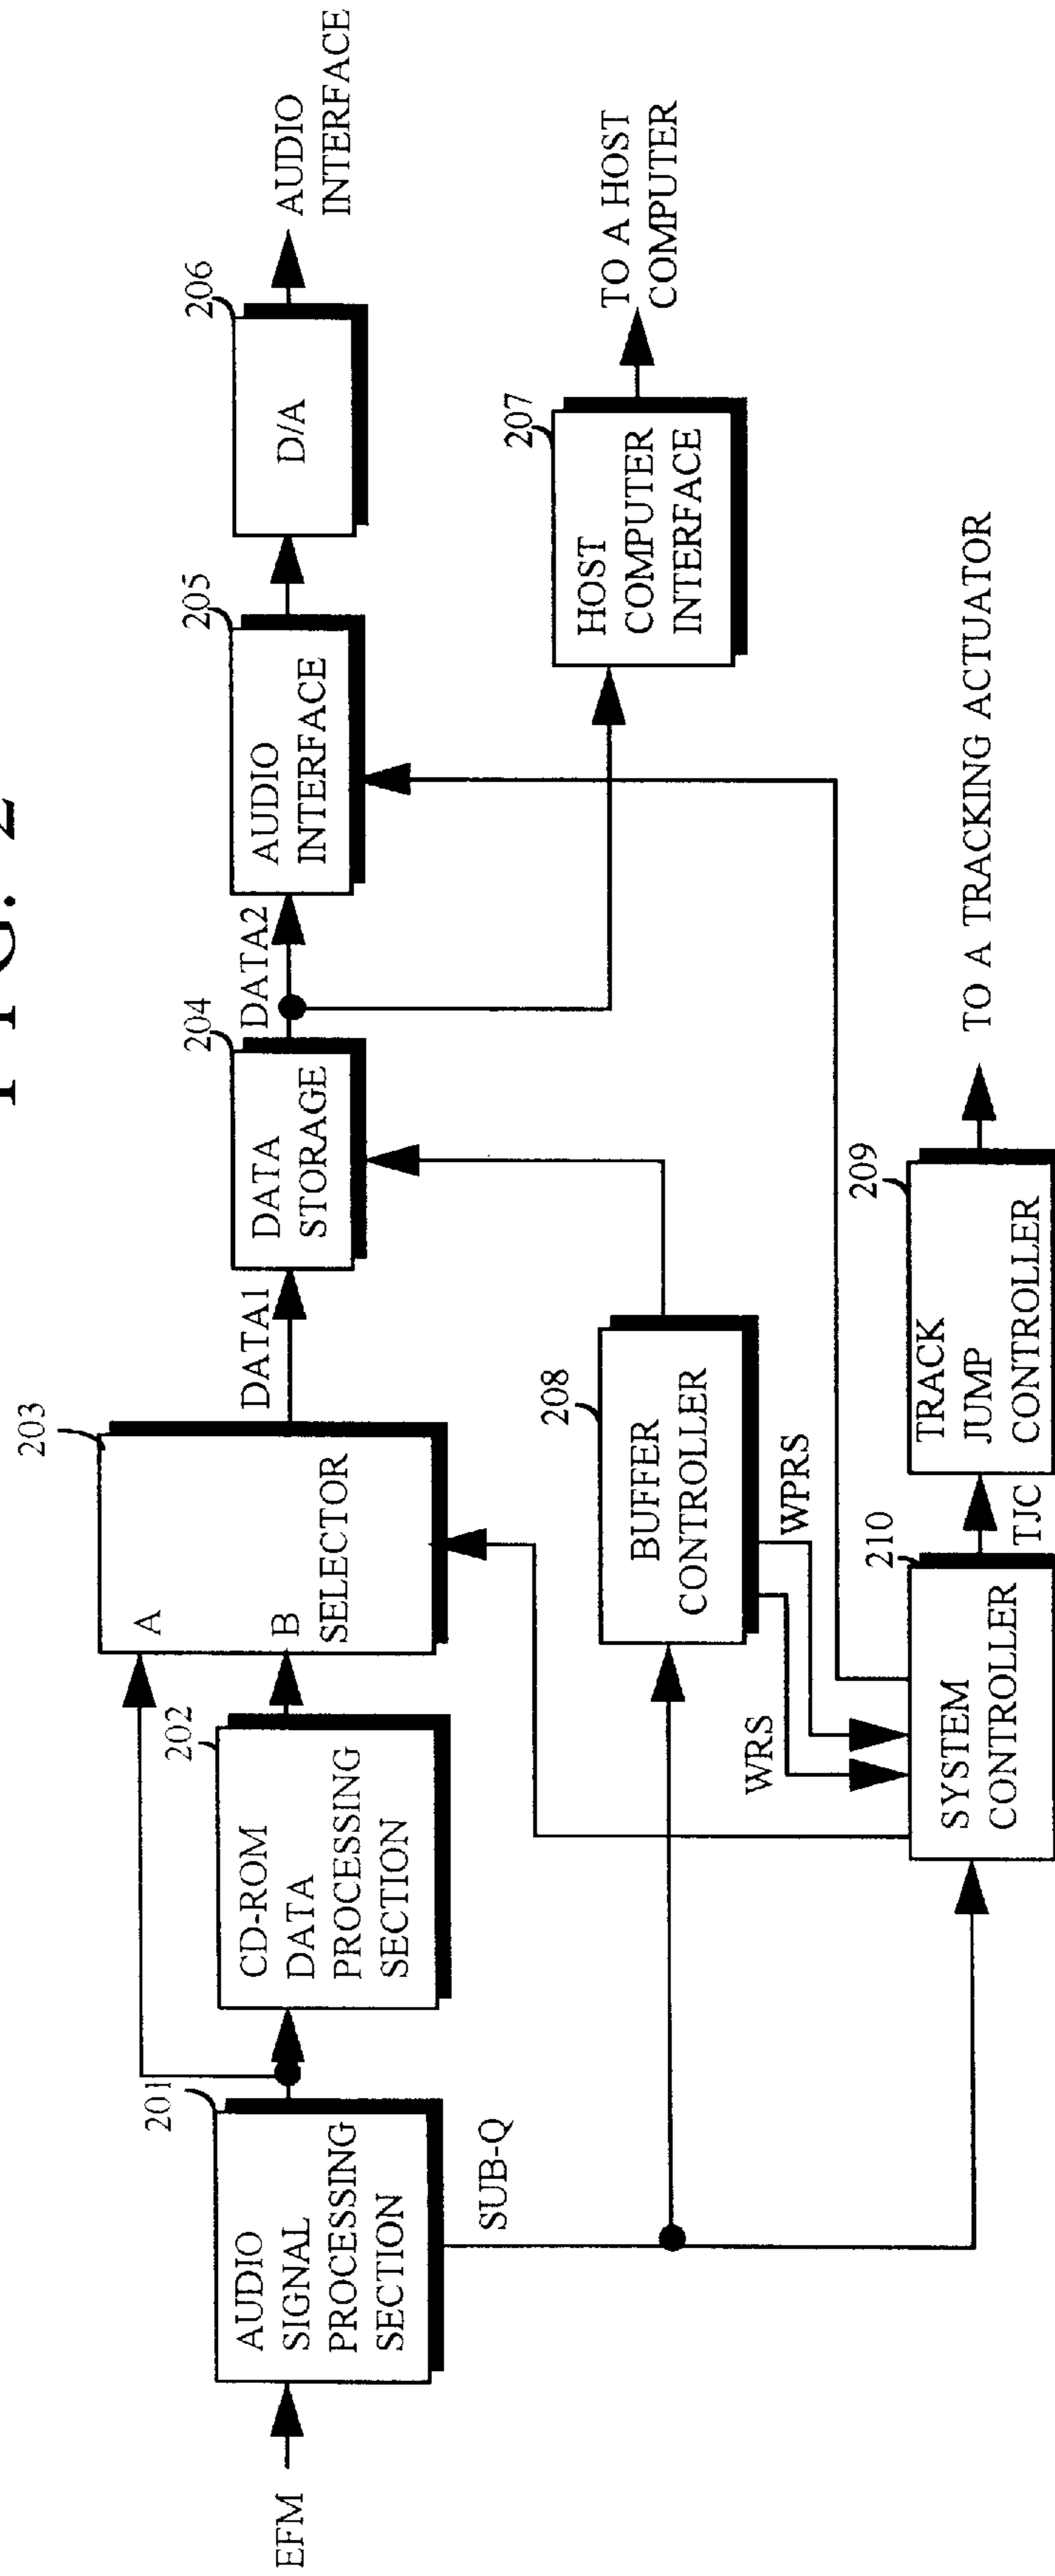 FIG. 2
EFM
201
AUDIO
SIGNAL
PROCESSING
SECTION
SUB-Q
202
CD-ROM
DATA
PROCESSING
SECTION
203
A
B
SELECTOR
DATA1
204
DATA
STORAGE
DATA2
205
AUDIO
INTERFACE
206
D/A
AUDIO
INTERFACE
207
HOST
COMPUTER
INTERFACE
TO A HOST
COMPUTER
208
BUFFER
CONTROLLER
WRS
WPRS
210
SYSTEM
CONTROLLER
TJC
209
TRACK
JUMP
CONTROLLER
TO A TRACKING ACTUATOR